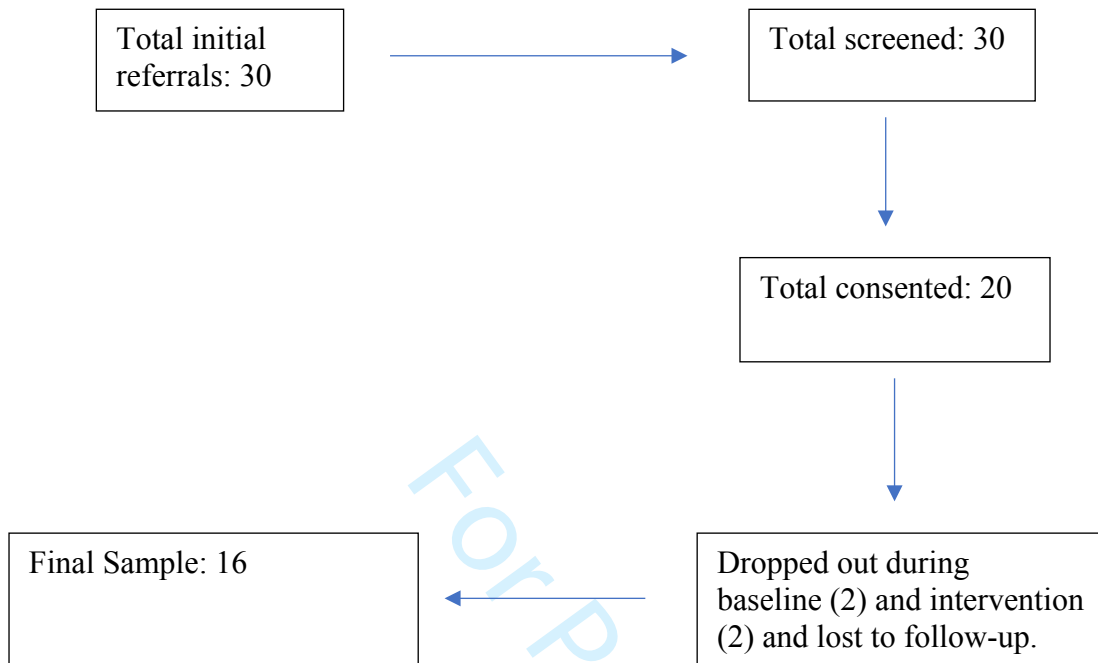 Total initial
referrals: 30
Total screened: 30
Total consented: 20
Dropped out during
baseline (2) and intervention
(2) and lost to follow-up.
Final Sample: 16
For P